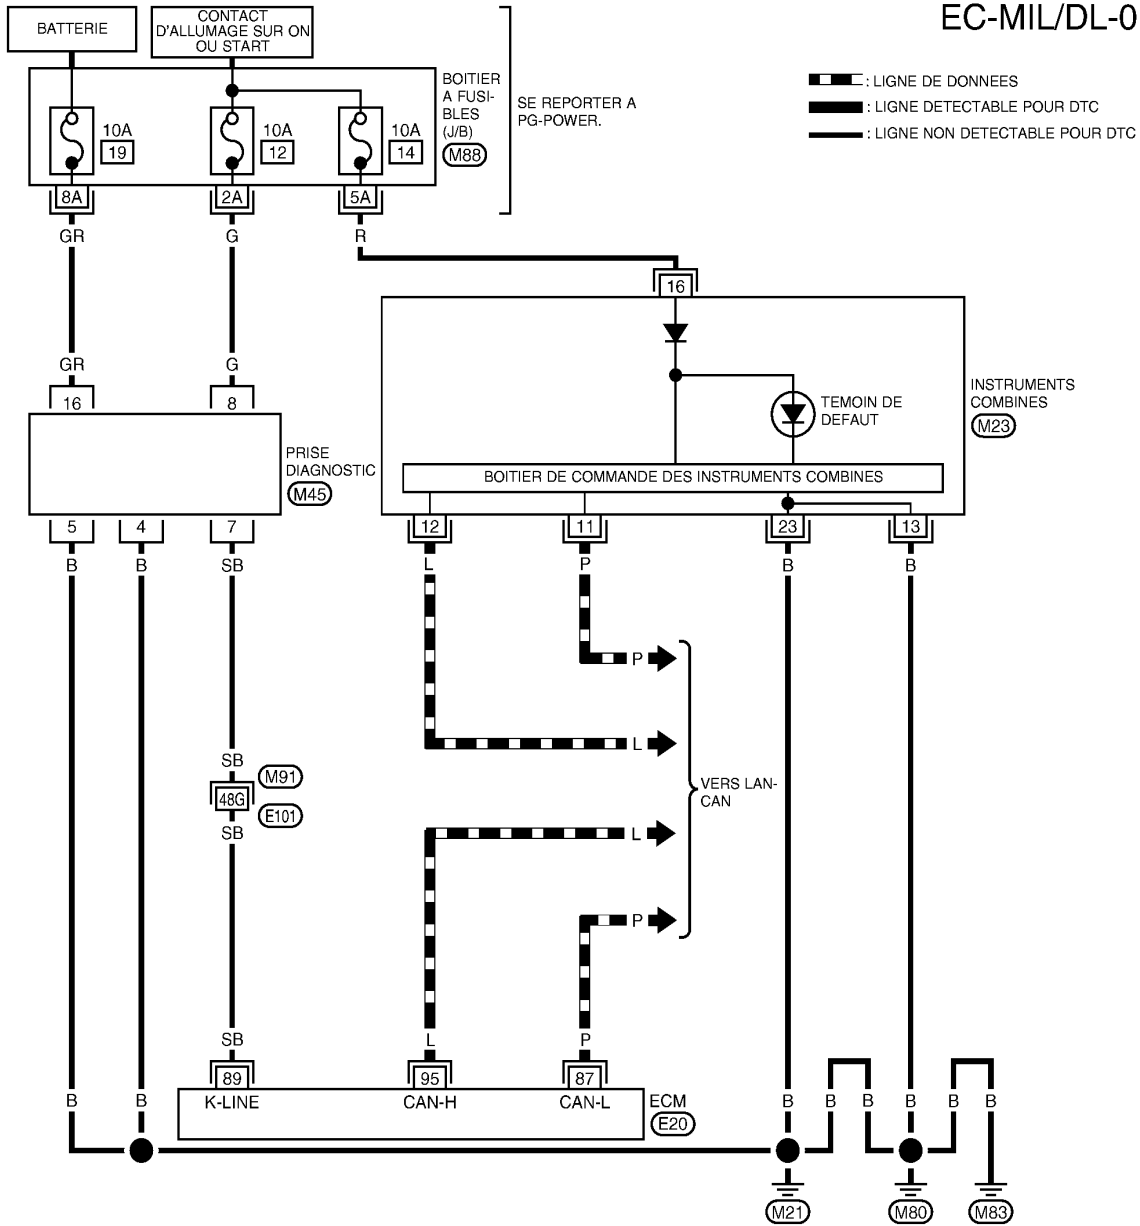 EC-MIL/DL-0
BATTERIE
CONTACT
D'ALLUMAGE SUR ON
OU START
: LIGNE DE DONNEES
: LIGNE DETECTABLE POUR DTC
: LIGNE NON DETECTABLE POUR DTC
BOITIER
A FUSI-
BLES
(J/B)
M88
SE REPORTER A
PG-POWER.
10A
19
10A
12
10A
14
8A
2A
5A
GR
G
R
16
GR
G
16
8
PRISE
DIAGNOSTIC
M45
TEMOIN DE
DEFAUT
INSTRUMENTS
COMBINES
M23
BOITIER DE COMMANDE DES INSTRUMENTS COMBINES
5
4
7
12
11
23
13
B
B
SB
L
P
B
B
P
L
VERS LAN-
CAN
SB
M91
48G
E101
SB
L
P
SB
L
P
89
95
87
K-LINE
CAN-H
CAN-L
ECM
E20
B
B
B
B
B
B
B
B
M21
M80
M83